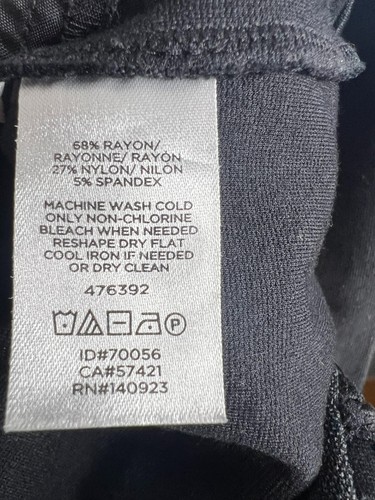 68% RAYON/
RAYONNE/ RAYON
27% NYLON/ NILON
5% SPANDEX
MACHINE WASH COLD
ONLY NON-CHLORINE
BLEACH WHEN NEEDED
RESHAPE DRY FLAT
COOL IRON IF NEEDED
OR DRY CLEAN
476392
P
ID#70056
CA#57421
RN#140923